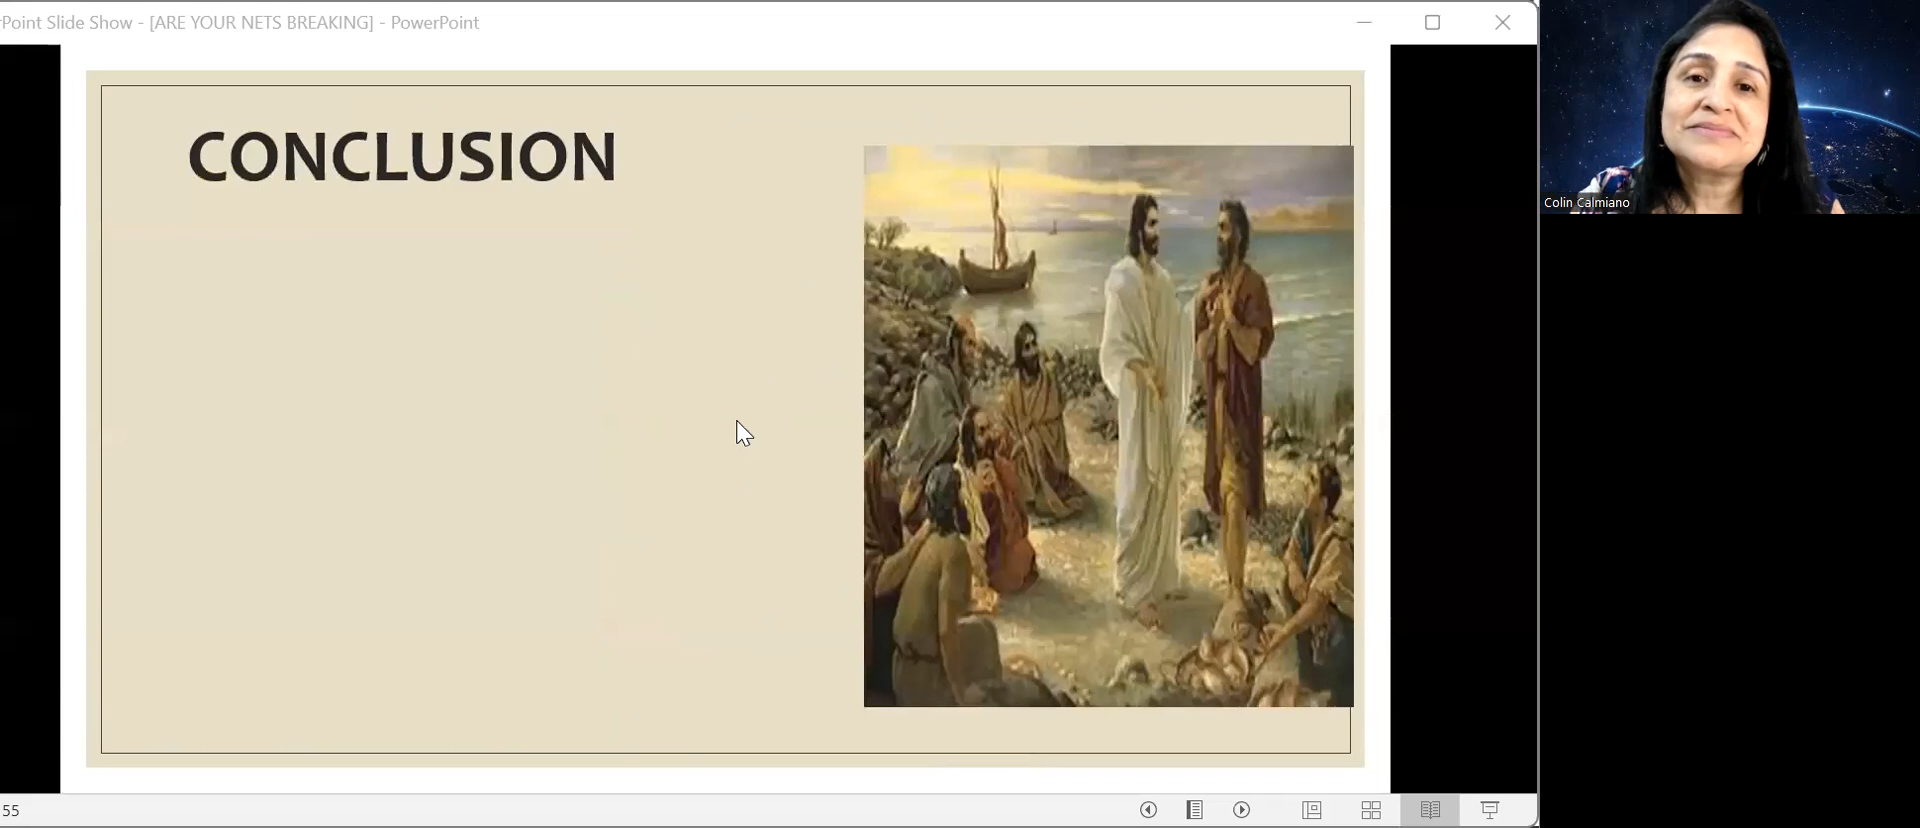 Point Slide Show - [ARE YOUR NETS BREAKING] - PowerPoint
CONCLUSION
Colin Calmiano
55